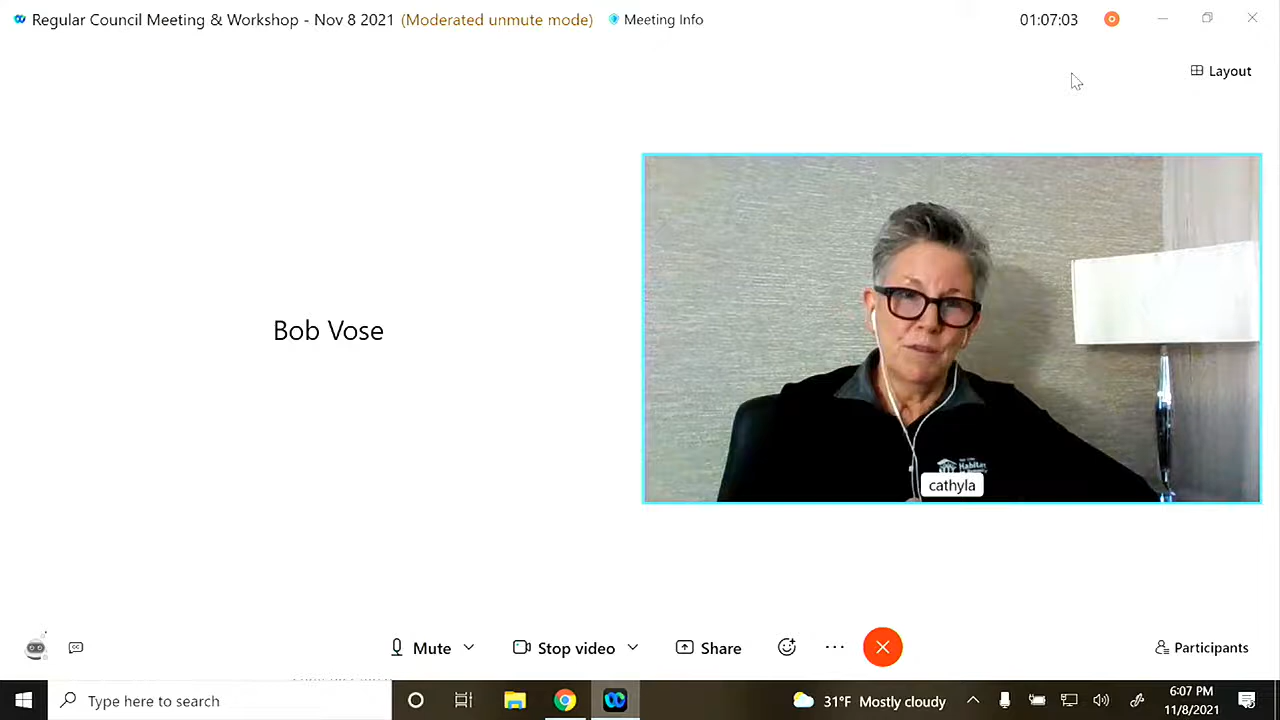 Regular Council Meeting & Workshop - Nov 8 2021 (Moderated unmute mode) Meeting Info 01:07:03
Layout
Bob Vose
Habitat
cathyla
Mute Stop video Share Participants
Type here to search 31°F Mostly cloudy 6:07 PM
11/8/2021